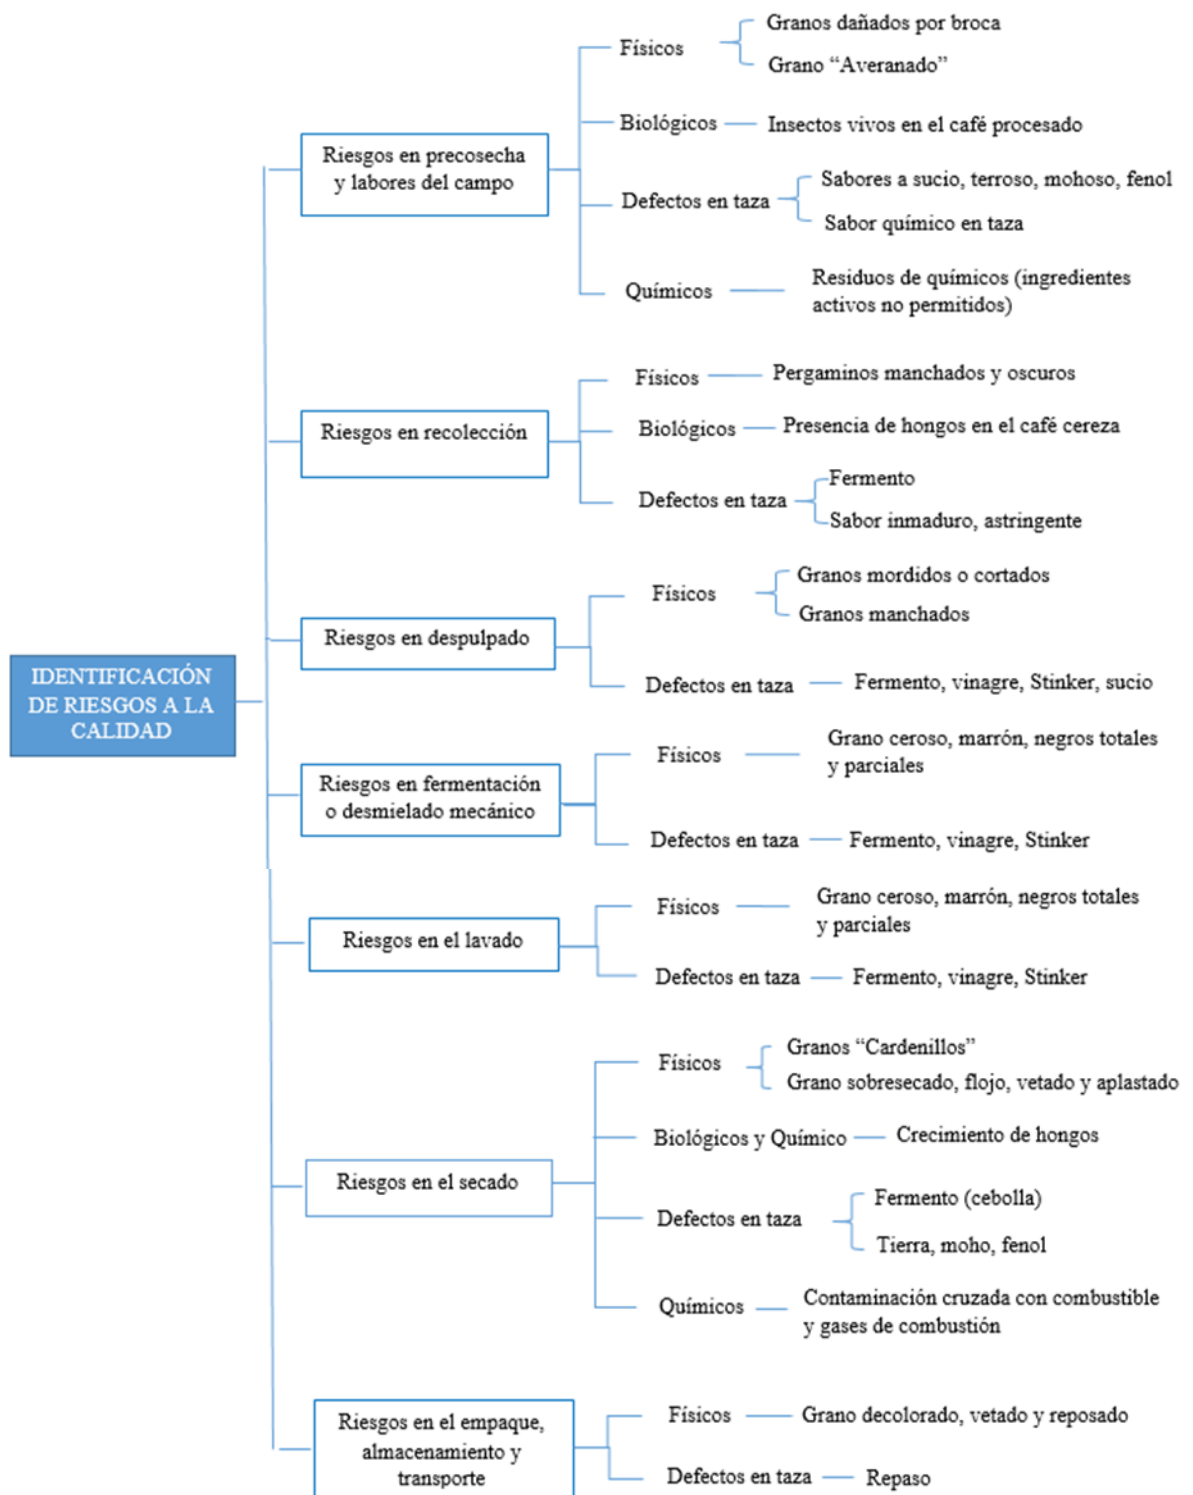 IDENTIFICACIÓN
DE RIESGOS A LA
CALIDAD
Riesgos en precosecha
y labores del campo
Físicos
Granos dañados por broca
Grano “Averanado”
Biológicos
Insectos vivos en el café procesado
Defectos en taza
Sabores a sucio, terroso, mohoso, fenol
Sabor químico en taza
Químicos
Residuos de químicos (ingredientes
activos no permitidos)
Riesgos en recolección
Físicos
Pergaminos manchados y oscuros
Biológicos
Presencia de hongos en el café cereza
Defectos en taza
Fermento
Sabor inmaduro, astringente
Riesgos en despulpado
Físicos
Granos mordidos o cortados
Granos manchados
Defectos en taza
Fermento, vinagre, Stinker, sucio
Riesgos en fermentación
o desmielado mecánico
Físicos
Grano ceroso, marrón, negros totales
y parciales
Defectos en taza
Fermento, vinagre, Stinker
Riesgos en el lavado
Físicos
Grano ceroso, marrón, negros totales
y parciales
Defectos en taza
Fermento, vinagre, Stinker
Riesgos en el secado
Físicos
Granos “Cardenillos”
Grano sobresecado, flojo, vetado y aplastado
Biológicos y Químico
Crecimiento de hongos
Defectos en taza
Fermento (cebolla)
Tierra, moho, fenol
Químicos
Contaminación cruzada con combustible
y gases de combustión
Riesgos en el empaque,
almacenamiento y
transporte
Físicos
Grano decolorado, vetado y reposado
Defectos en taza
Repaso